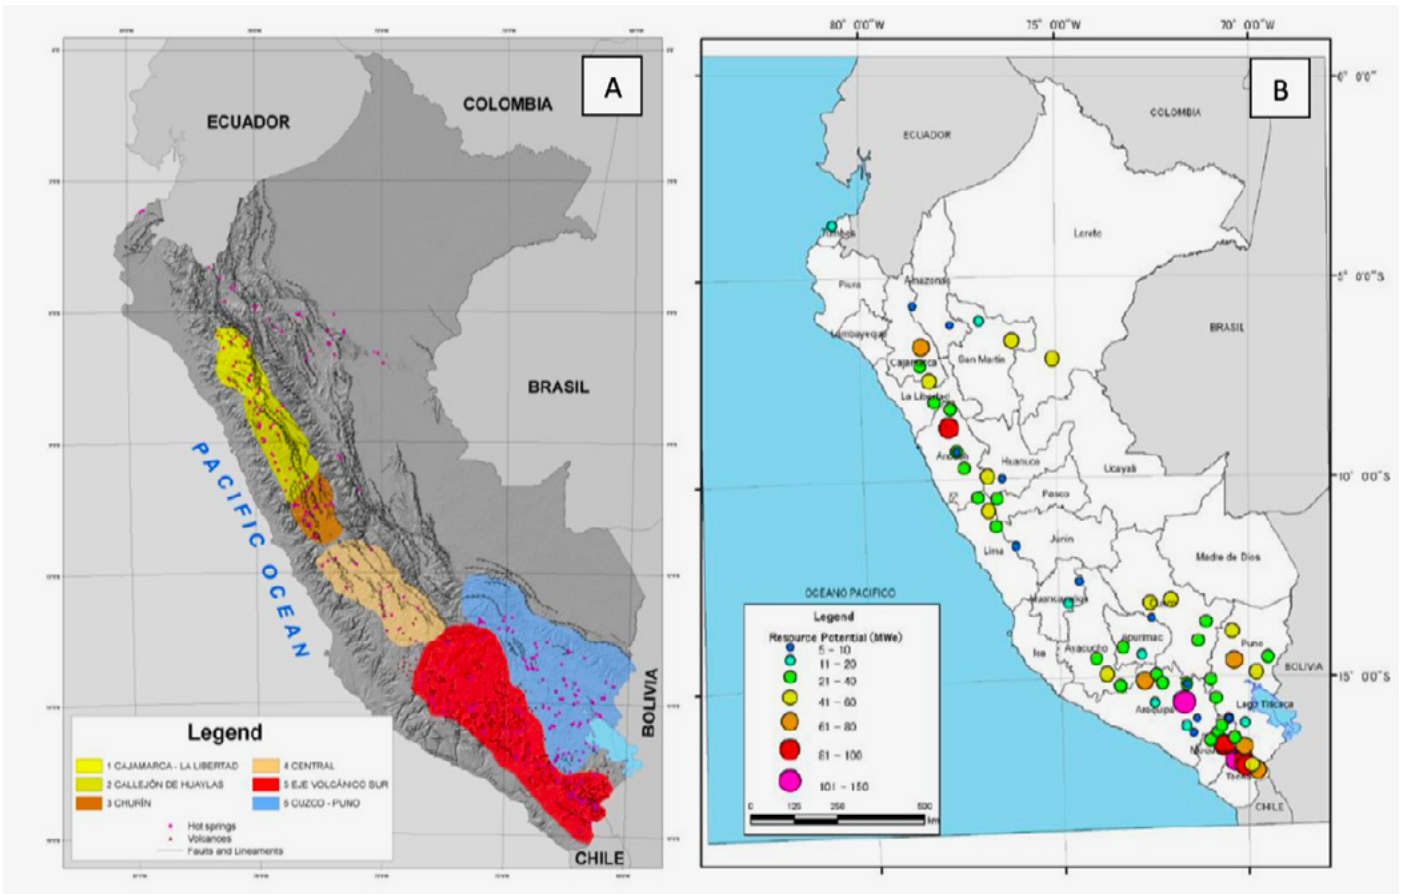 A
ECUADOR
COLOMBIA
BRASIL
PACIFIC OCEAN
BOLIVIA
CHILE
Legend
1 CAJAMARCA - LA LIBERTAD
2 CALLEJÓN DE HUAYLAS
3 CHURÍN
4 CENTRAL
5 EJE VOLCÁNICO SUR
6 CUZCO - PUNO
Hot springs
Volcanoes
Faults and Lineaments
80° 0'0"W
75° 0'0"W
70° 0'0"W
B
0° 0'0"
5° 0'0"S
10° 0'0"S
15° 0'0"S
COLOMBIA
ECUADOR
Tumbes
Loreto
Piura
Amazonas
BRASIL
Lambayeque
Cajamarca
San Martin
La Libertad
Ancash
Huanuco
Ucayali
Pasco
Lima
Junin
Madre de Dios
OCEANO PACIFICO
Huancavelica
Cusco
Ica
Ayacucho
Apurimac
Puno
BOLIVIA
Arequipa
Lago Titicaca
Tacna
CHILE
Legend
Resource Potential (MWe)
5 - 10
11 - 20
21 - 40
41 - 60
61 - 80
81 - 100
101 - 150
0 125 250 500
km